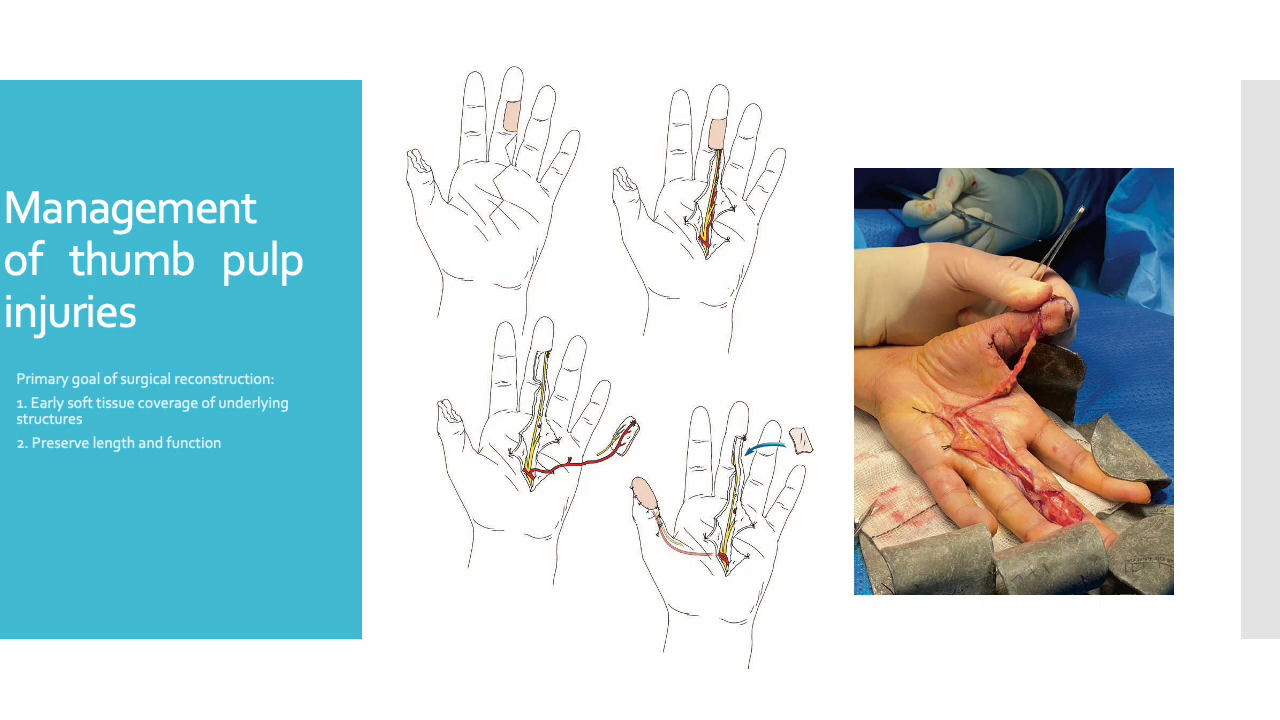 Management
of thumb pulp
injuries
Primary goal of surgical reconstruction:
1. Early soft tissue coverage of underlying
structures
2. Preserve length and function